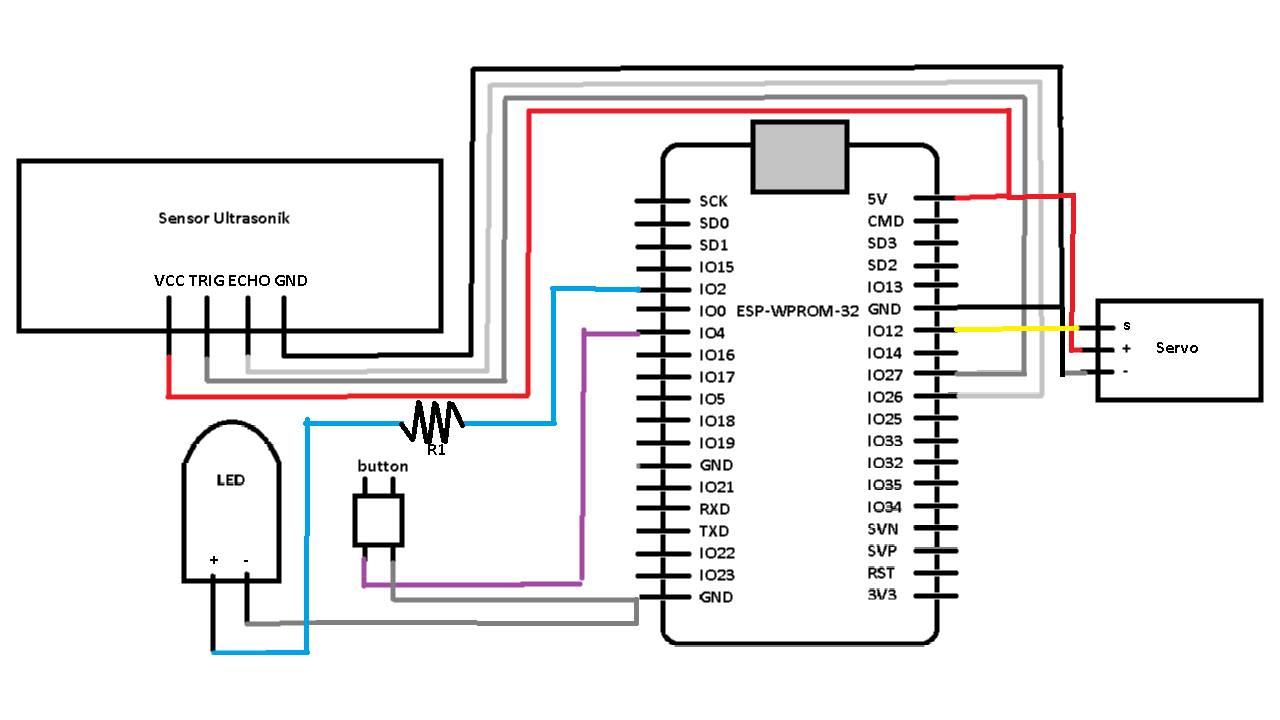 Sensor Ultrasonik
VCC TRIG ECHO GND
LED
+ -
R1
button
ESP-WPROM-32
SCK
SD0
SD1
IO15
IO2
IO0
IO4
IO16
IO17
IO5
IO18
IO19
GND
IO21
RXD
TXD
IO22
IO23
GND
5V
CMD
SD3
SD2
IO13
GND
IO12
IO14
IO27
IO26
IO25
IO33
IO32
IO35
IO34
SVN
SVP
RST
3V3
s
+
-
Servo